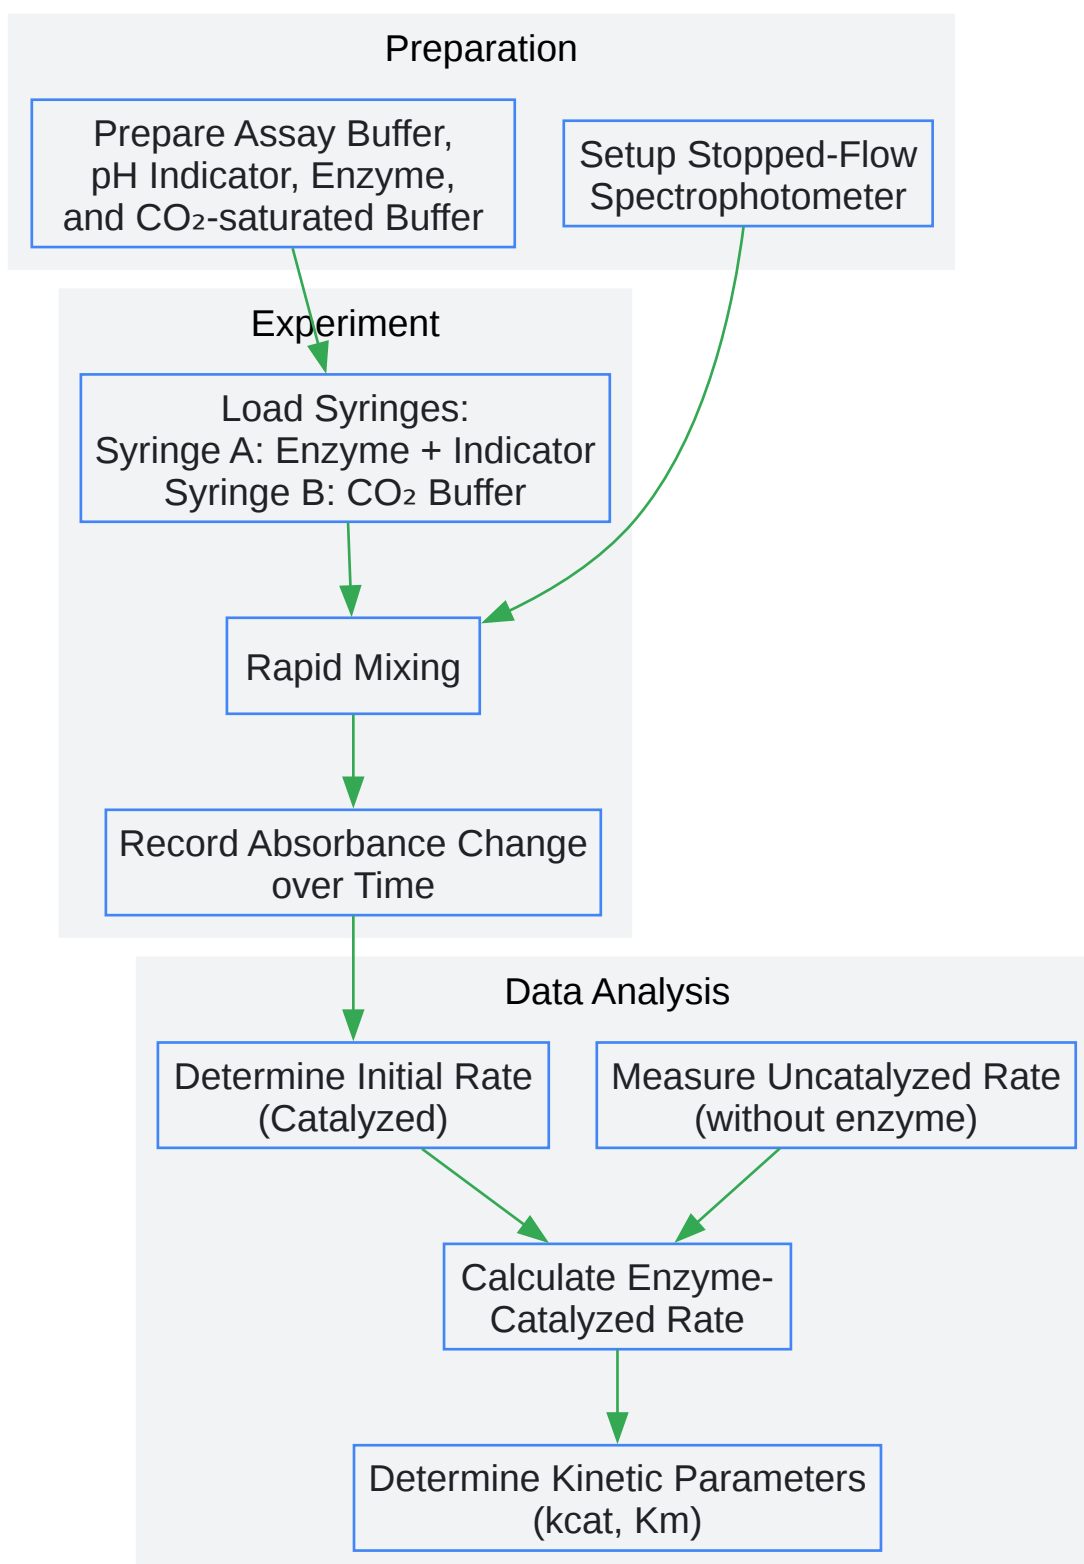 Preparation
Prepare Assay Buffer,
pH Indicator, Enzyme,
and CO₂-saturated Buffer
Setup Stopped-Flow
Spectrophotometer
Experiment
Load Syringes:
Syringe A: Enzyme + Indicator
Syringe B: CO₂ Buffer
Rapid Mixing
Record Absorbance Change
over Time
Data Analysis
Determine Initial Rate
(Catalyzed)
Measure Uncatalyzed Rate
(without enzyme)
Calculate Enzyme-
Catalyzed Rate
Determine Kinetic Parameters
(kcat, Km)